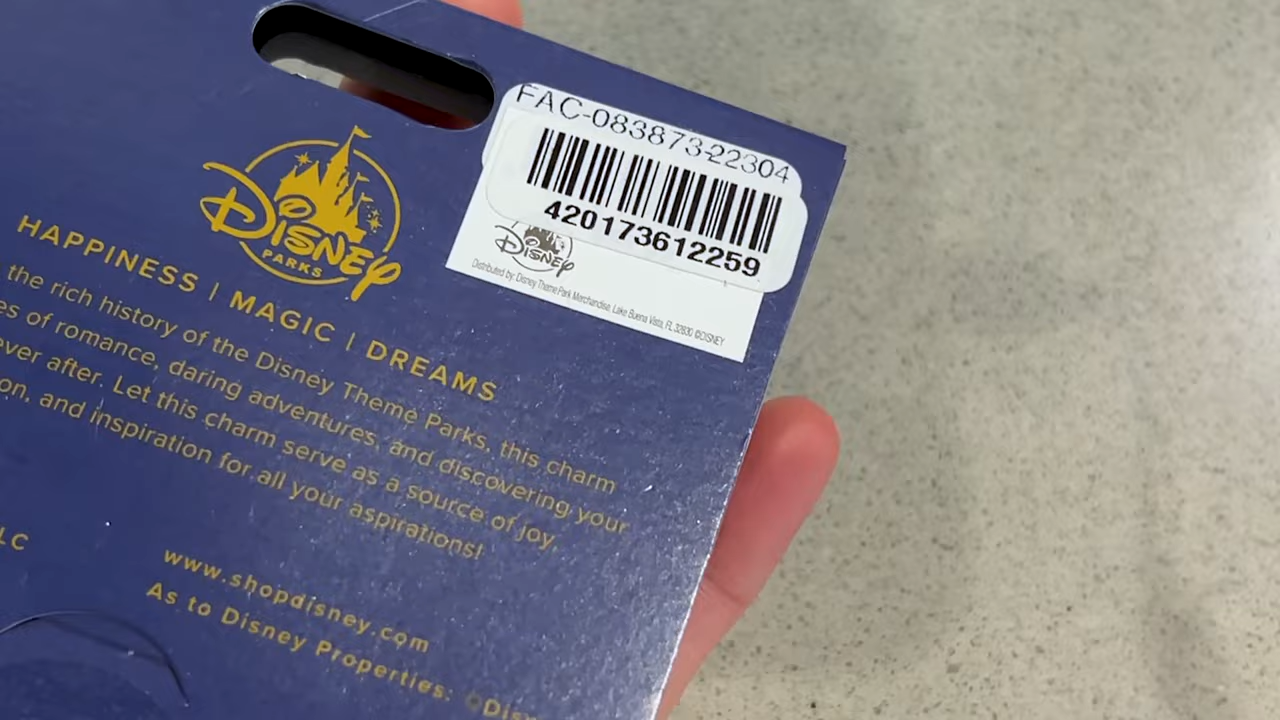 FAC-083873-22304
420173612259
Disney
Distributed by: Disney Theme Park Merchandise, Lake Buena Vista, FL 32830 ©DISNEY
Disney
PARKS
HAPPINESS | MAGIC | DREAMS
the rich history of the Disney Theme Parks, this charm
es of romance, daring adventures, and discovering your
ever after. Let this charm serve as a source of joy,
on, and inspiration for all your aspirations!
LC
www.shopdisney.com
As to Disney Properties: ©Disn